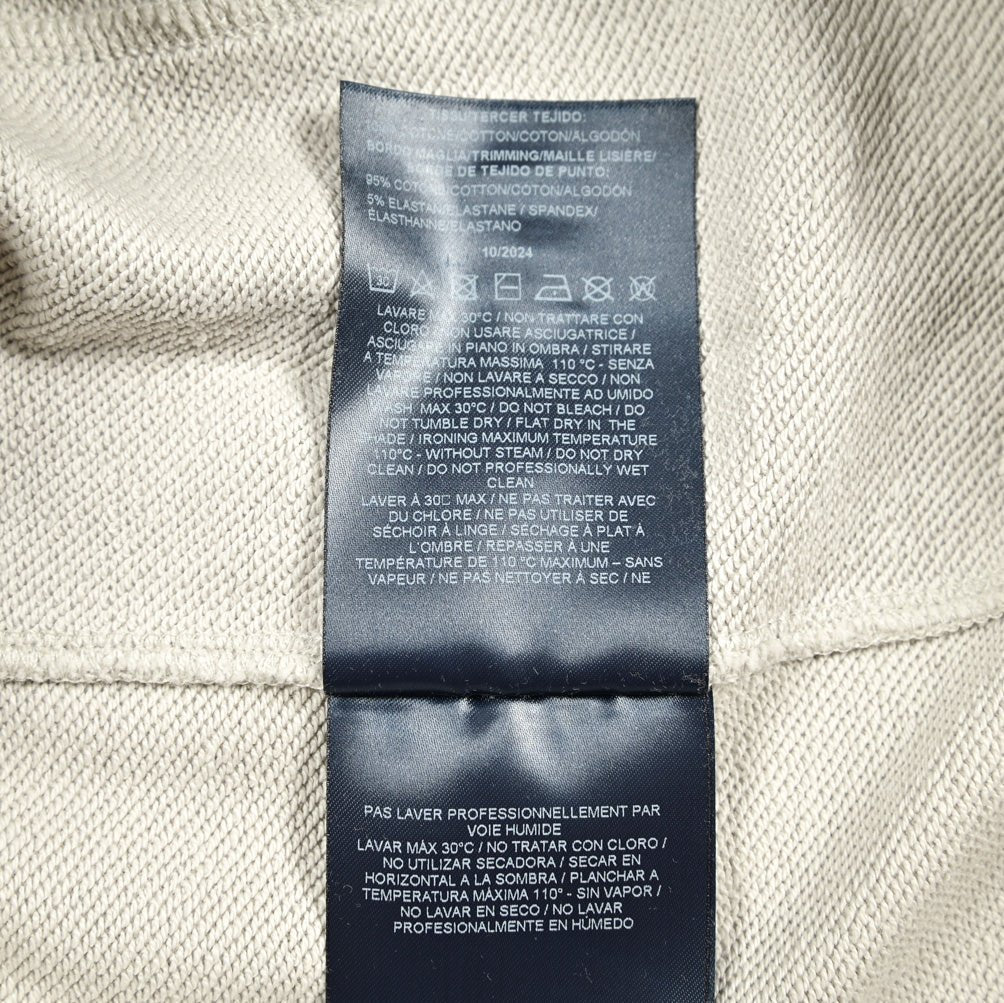 TISSU/TERCER TEJIDO:
COTONE/COTTON/COTON/ALGODÓN
BORDO MAGLIA/TRIMMING/MAILLE LISIÈRE/
DE TEJIDO DE PUNTO:
95% COTONE/COTTON/COTON/ALGODÓN
5% ELASTAN/ELASTANE / SPANDEX/
ÉLASTHANNE/ELASTANO
10/2024
30
LAVARE 30°C / NON TRATTARE CON
CLORO NON USARE ASCIUGATRICE /
IN PIANO IN OMBRA / STIRARE
A TEMPERATURA MASSIMA 110 °C - SENZA
/ NON LAVARE A SECCO / NON
PROFESSIONALMENTE AD UMIDO
WASH MAX 30°C / DO NOT BLEACH / DO
NOT TUMBLE DRY / FLAT DRY IN THE
SHADE / IRONING MAXIMUM TEMPERATURE
110°C - WITHOUT STEAM / DO NOT DRY
CLEAN / DO NOT PROFESSIONALLY WET
CLEAN
LAVER À 30□ MAX / NE PAS TRAITER AVEC
DU CHLORE / NE PAS UTILISER DE
SÉCHOIR À LINGE / SÉCHAGE À PLAT À
L'OMBRE / REPASSER À UNE
TEMPÉRATURE DE 110 °C MAXIMUM – SANS
VAPEUR / NE PAS NETTOYER À SEC / NE
PAS LAVER PROFESSIONNELLEMENT PAR
VOIE HUMIDE
LAVAR MÁX 30°C / NO TRATAR CON CLORO /
NO UTILIZAR SECADORA / SECAR EN
HORIZONTAL A LA SOMBRA / PLANCHAR A
TEMPERATURA MÁXIMA 110° - SIN VAPOR /
NO LAVAR EN SECO / NO LAVAR
PROFESIONALMENTE EN HÚMEDO